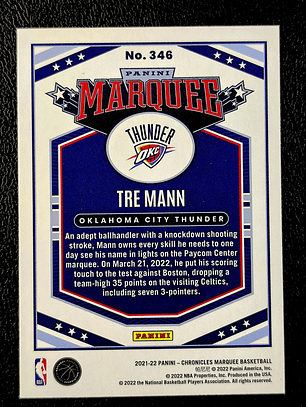 No. 346
PANINI
MARQUEE
THUNDER
OKC
TRE MANN
OKLAHOMA CITY THUNDER
An adept ballhandler with a knockdown shooting
stroke, Mann owns every skill he needs to one
day see his name in lights on the Paycom Center
marquee. On March 21, 2022, he put his scoring
touch to the test against Boston, dropping a
team-high 35 points on the visiting Celtics,
including seven 3-pointers.
PANINI
2021-22 PANINI – CHRONICLES MARQUEE BASKETBALL
帕尼尼 © 2022 Panini America, Inc.
© 2022 NBA Properties, Inc. Produced in the USA.
© 2022 the National Basketball Players Association. All rights reserved.